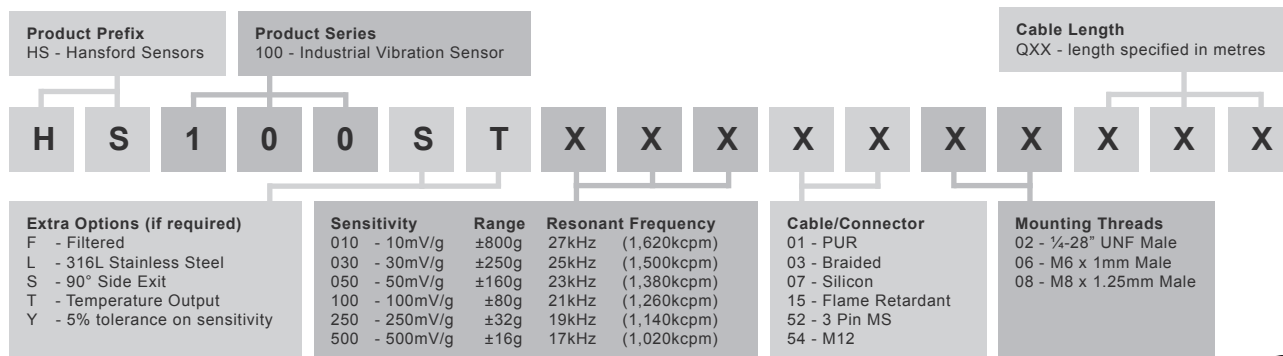 Product Prefix
HS - Hansford Sensors
Product Series
100 - Industrial Vibration Sensor
Cable Length
QXX - length specified in metres
H S 1 0 0 S T X X X X X X X X X X
Extra Options (if required)
F - Filtered
L - 316L Stainless Steel
S - 90° Side Exit
T - Temperature Output
Y - 5% tolerance on sensitivity
Sensitivity Range Resonant Frequency
010 - 10mV/g ±800g 27kHz (1,620kcpm)
030 - 30mV/g ±250g 25kHz (1,500kcpm)
050 - 50mV/g ±160g 23kHz (1,380kcpm)
100 - 100mV/g ±80g 21kHz (1,260kcpm)
250 - 250mV/g ±32g 19kHz (1,140kcpm)
500 - 500mV/g ±16g 17kHz (1,020kcpm)
Cable/Connector
01 - PUR
03 - Braided
07 - Silicon
15 - Flame Retardant
52 - 3 Pin MS
54 - M12
Mounting Threads
02 - ¼-28” UNF Male
06 - M6 x 1mm Male
08 - M8 x 1.25mm Male